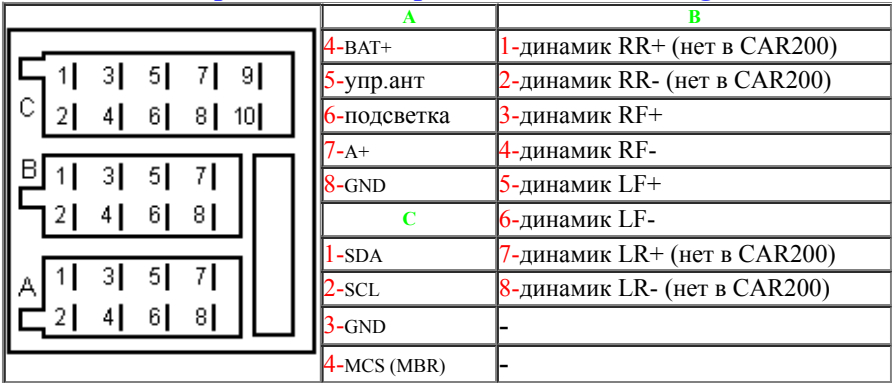 A B
4-BAT+ 1-динамик RR+ (нет в CAR200)
5-упр.ант 2-динамик RR- (нет в CAR200)
6-подсветка 3-динамик RF+
7-A+ 4-динамик RF-
8-GND 5-динамик LF+
C 6-динамик LF-
1-SDA 7-динамик LR+ (нет в CAR200)
2-SCL 8-динамик LR- (нет в CAR200)
3-GND -
4-MCS (MBR) -
1 3 5 7 9
C
2 4 6 8 10
B
1 3 5 7
2 4 6 8
A
1 3 5 7
2 4 6 8